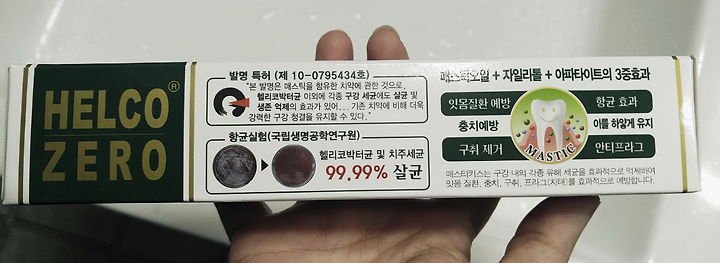 HELCO®
ZERO
발명 특허 (제 10-0795434호)
"본 발명은 매스틱을 함유한 치약에 관한 것으로,
헬리코박터균 이외에 각종 구강 세균에도 살균 및
생존 억제의 효과가 있어... 기존 치약에 비해 더욱
강력한 구강 청결을 유지할 수 있다."
항균실험(국립생명공학연구원)
헬리코박터균 및 치주세균
99.99% 살균
매스틱오일 + 자일리톨 + 아파타이트의 3중효과
잇몸질환 예방
항균 효과
충치예방
이를 하얗게 유지
구취 제거
안티프라그
MASTIC
매스티키스는 구강 내의 각종 유해 세균을 효과적으로 억제하여
잇몸 질환, 충치, 구취, 프라그(치태)를 효과적으로 예방합니다.